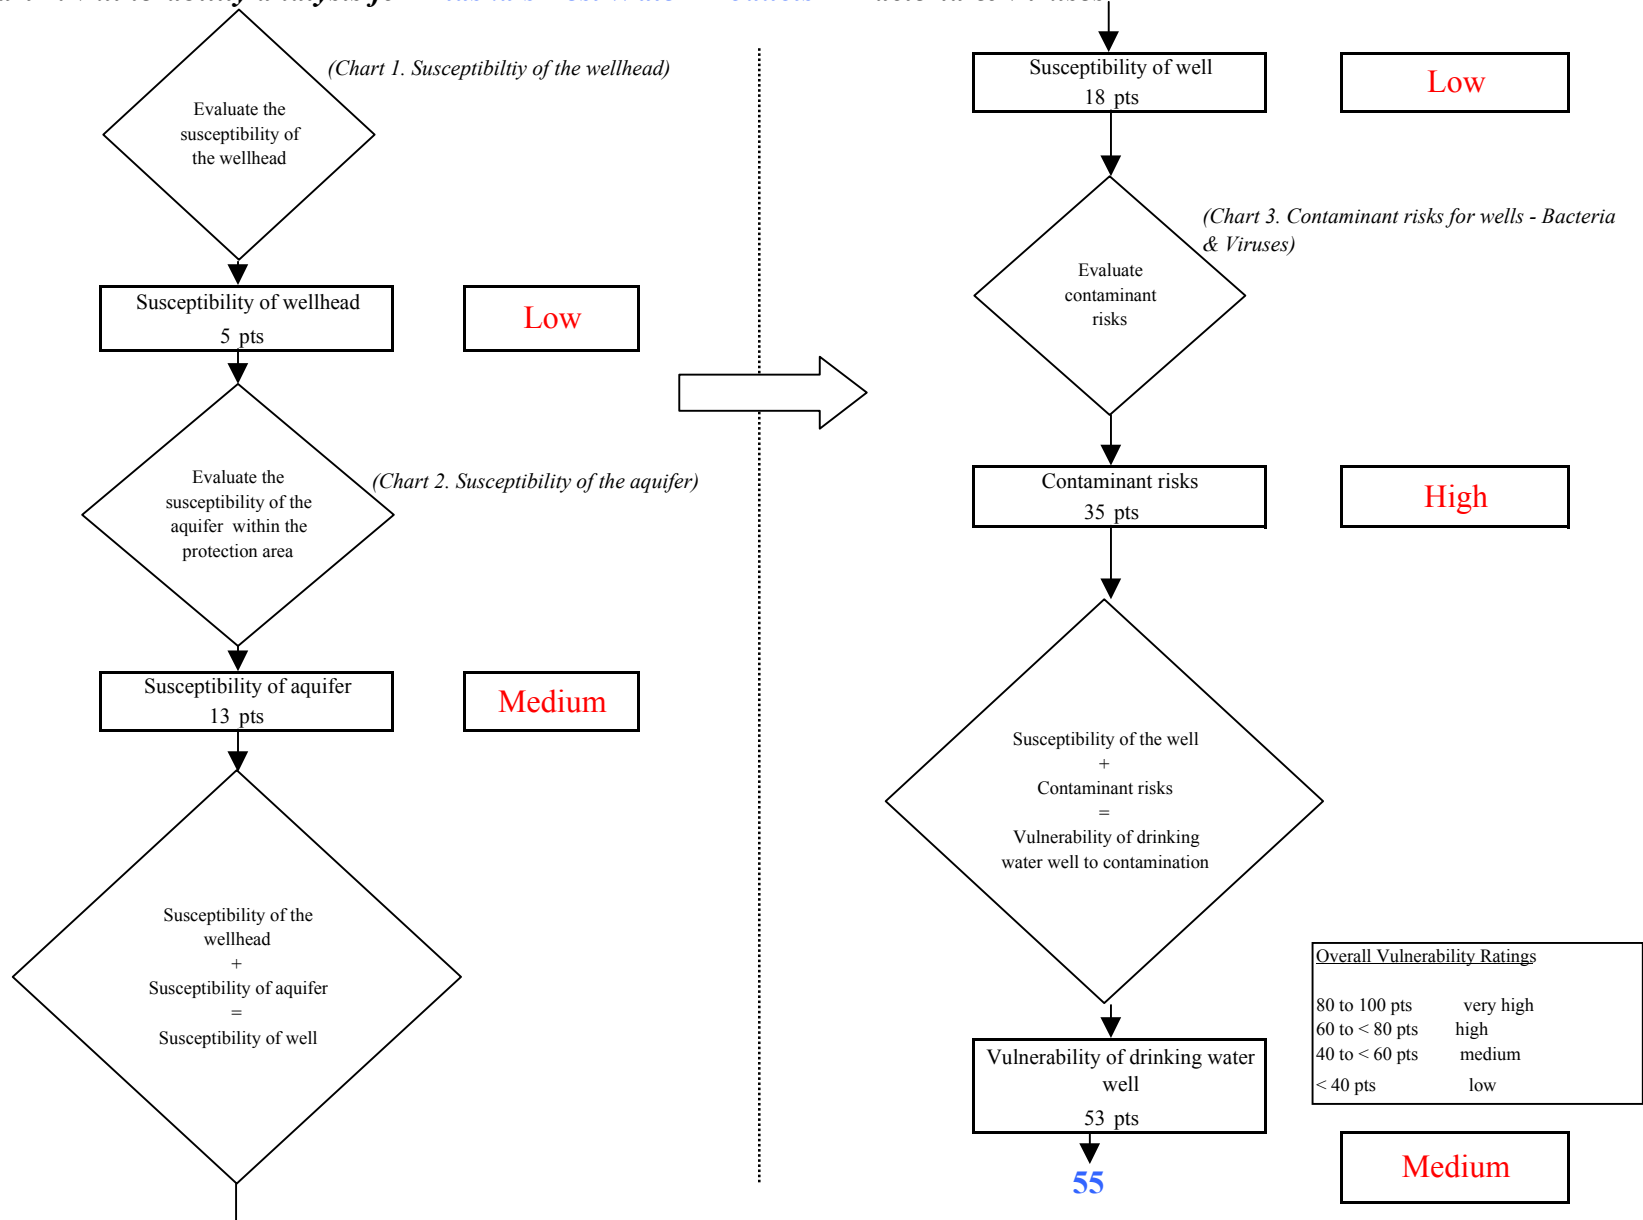 (Chart 1. Susceptibiltiy of the wellhead)
Evaluate the
susceptibility of
the wellhead
Susceptibility of wellhead
5 pts
Low
Evaluate the
susceptibility of the
aquifer within the
protection area
(Chart 2. Susceptibility of the aquifer)
Susceptibility of aquifer
13 pts
Medium
Susceptibility of the
wellhead
+
Susceptibility of aquifer
=
Susceptibility of well
Susceptibility of well
18 pts
Low
(Chart 3. Contaminant risks for wells - Bacteria
& Viruses)
Evaluate
contaminant
risks
Contaminant risks
35 pts
High
Susceptibility of the well
+
Contaminant risks
=
Vulnerability of drinking
water well to contamination
Vulnerability of drinking water
well
53 pts
55
Overall Vulnerability Ratings
80 to 100 pts very high
60 to < 80 pts high
40 to < 60 pts medium
< 40 pts low
Medium